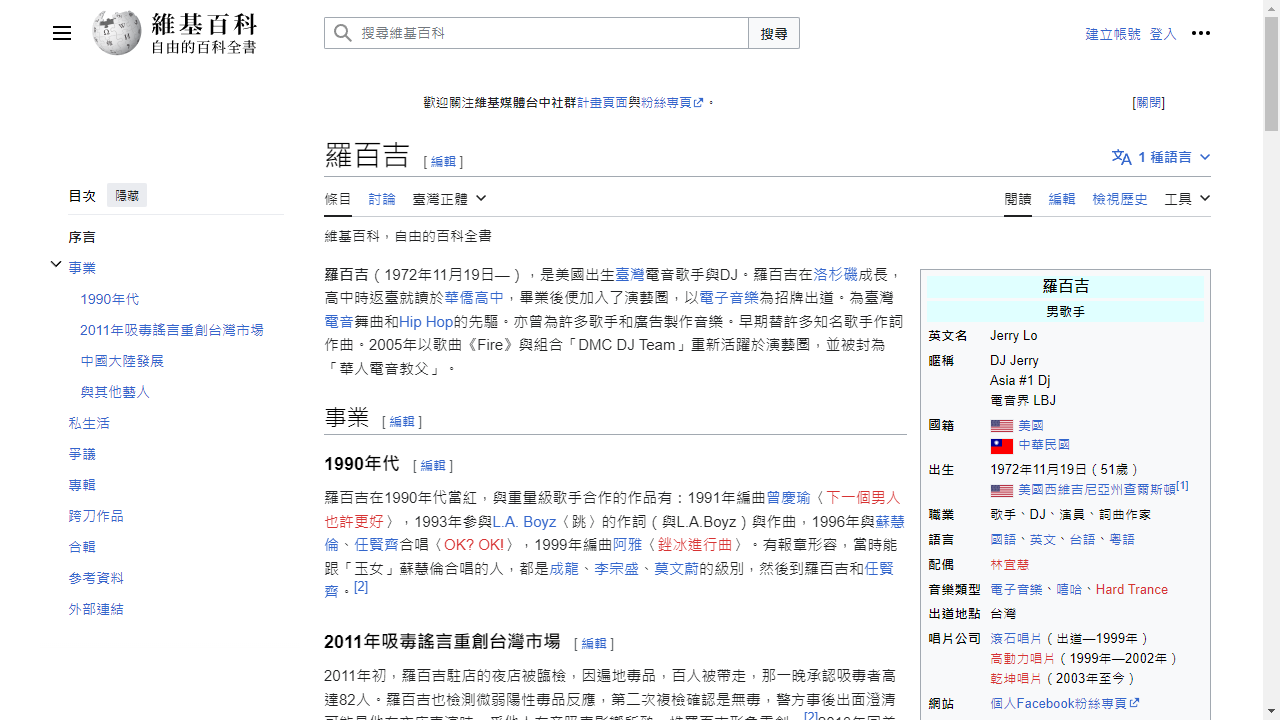 維基百科
自由的百科全書
搜尋維基百科
搜尋
建立帳號 登入
歡迎關注維基媒體台中社群計畫頁面與粉絲專頁。
[關閉]
羅百吉 [ 編輯 ]
1 種語言
目次 隱藏
條目 討論 臺灣正體
閱讀 編輯 檢視歷史 工具
序言
事業
1990年代
2011年吸毒謠言重創台灣市場
中國大陸發展
與其他藝人
私生活
爭議
專輯
跨刀作品
合輯
參考資料
外部連結
維基百科,自由的百科全書
羅百吉(1972年11月19日—),是美國出生臺灣電音歌手與DJ。羅百吉在洛杉磯成長,
高中時返臺就讀於華僑高中,畢業後便加入了演藝圈,以電子音樂為招牌出道。為臺灣
電音舞曲和Hip Hop的先驅。亦曾為許多歌手和廣告製作音樂。早期替許多知名歌手作詞
作曲。2005年以歌曲《Fire》與組合「DMC DJ Team」重新活躍於演藝圈,並被封為
「華人電音教父」。
事業 [ 編輯 ]
1990年代 [ 編輯 ]
羅百吉在1990年代當紅,與重量級歌手合作的作品有:1991年編曲曾慶瑜〈下一個男人
也許更好〉,1993年參與L.A. Boyz〈跳〉的作詞(與L.A.Boyz)與作曲,1996年與蘇慧
倫、任賢齊合唱〈OK? OK!〉,1999年編曲阿雅〈銼冰進行曲〉。有報章形容,當時能
跟「玉女」蘇慧倫合唱的人,都是成龍、李宗盛、莫文蔚的級別,然後到羅百吉和任賢
齊。[2]
2011年吸毒謠言重創台灣市場 [ 編輯 ]
2011年初,羅百吉駐店的夜店被臨檢,因遍地毒品,百人被帶走,那一晚承認吸毒者高
達82人。羅百吉也檢測微弱陽性毒品反應,第二次複檢確認是無毒,警方事後出面澄清
羅百吉
男歌手
英文名 Jerry Lo
暱稱 DJ Jerry
Asia #1 Dj
電音界 LBJ
國籍 美國
中華民國
出生 1972年11月19日(51歲)
美國西維吉尼亞州查爾斯頓[1]
職業 歌手、DJ、演員、詞曲作家
語言 國語、英文、台語、粵語
配偶 林宜慧
音樂類型 電子音樂、嘻哈、Hard Trance
出道地點 台灣
唱片公司 滾石唱片(出道—1999年)
高動力唱片(1999年—2002年)
乾坤唱片(2003年至今)
網站 個人Facebook粉絲專頁